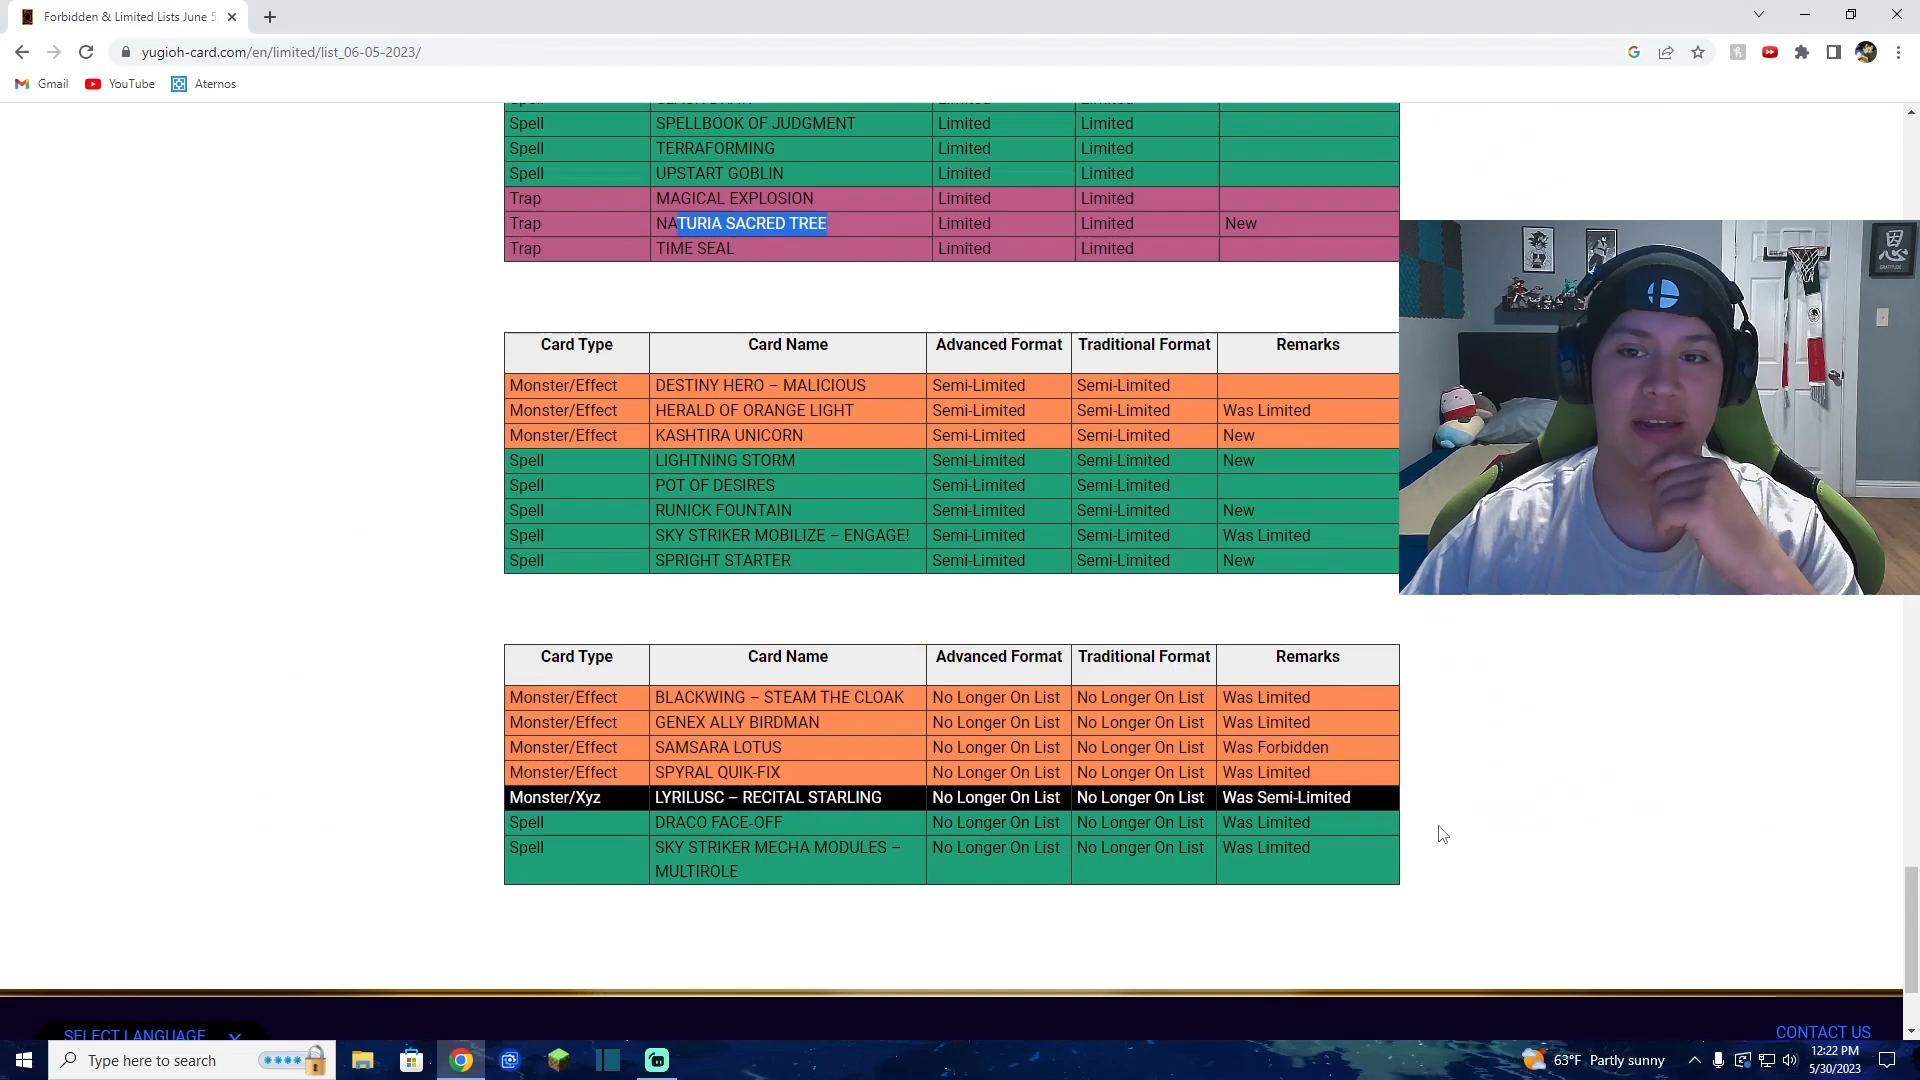 Forbidden & Limited Lists June 5,
yugioh-card.com/en/limited/list_06-05-2023/
Gmail YouTube Aternos
Spell SPELLBOOK OF JUDGMENT Limited Limited
Spell TERRAFORMING Limited Limited
Spell UPSTART GOBLIN Limited Limited
Trap MAGICAL EXPLOSION Limited Limited
Trap NATURIA SACRED TREE Limited Limited New
Trap TIME SEAL Limited Limited
Card Type Card Name Advanced Format Traditional Format Remarks
Monster/Effect DESTINY HERO – MALICIOUS Semi-Limited Semi-Limited
Monster/Effect HERALD OF ORANGE LIGHT Semi-Limited Semi-Limited Was Limited
Monster/Effect KASHTIRA UNICORN Semi-Limited Semi-Limited New
Spell LIGHTNING STORM Semi-Limited Semi-Limited New
Spell POT OF DESIRES Semi-Limited Semi-Limited
Spell RUNICK FOUNTAIN Semi-Limited Semi-Limited New
Spell SKY STRIKER MOBILIZE – ENGAGE! Semi-Limited Semi-Limited Was Limited
Spell SPRIGHT STARTER Semi-Limited Semi-Limited New
Card Type Card Name Advanced Format Traditional Format Remarks
Monster/Effect BLACKWING – STEAM THE CLOAK No Longer On List No Longer On List Was Limited
Monster/Effect GENEX ALLY BIRDMAN No Longer On List No Longer On List Was Limited
Monster/Effect SAMSARA LOTUS No Longer On List No Longer On List Was Forbidden
Monster/Effect SPYRAL QUIK-FIX No Longer On List No Longer On List Was Limited
Monster/Xyz LYRILUSC – RECITAL STARLING No Longer On List No Longer On List Was Semi-Limited
Spell DRACO FACE-OFF No Longer On List No Longer On List Was Limited
Spell SKY STRIKER MECHA MODULES – No Longer On List No Longer On List Was Limited
MULTIROLE
恩
GRATITUDE
SELECT LANGUAGE
CONTACT US
Type here to search
63°F Partly sunny
12:22 PM
5/30/2023